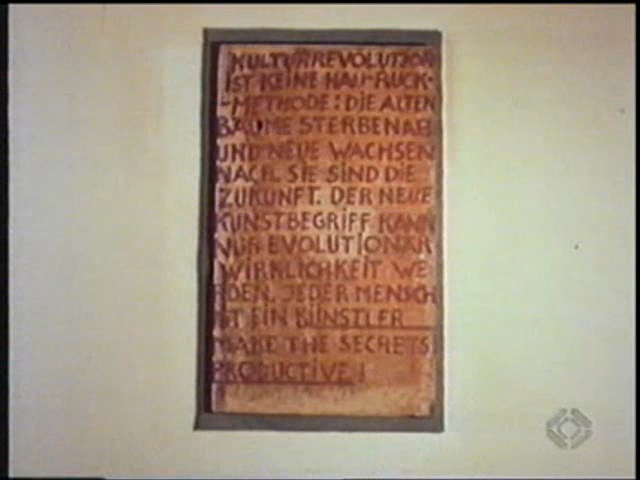 KULTURREVOLUTION
IST KEINE HAU-RUCK-
-METHODE: DIE ALTEN
BÄUME STERBEN AB
UND NEUE WACHSEN
NACH. SIE SIND DIE
ZUKUNFT. DER NEUE
KUNSTBEGRIFF KANN
NUR EVOLUTIONÄR
WIRKLICHKEIT WE
RDEN. JEDER MENSCH
IST EIN KÜNSTLER
MAKE THE SECRETS
PRODUCTIVE!